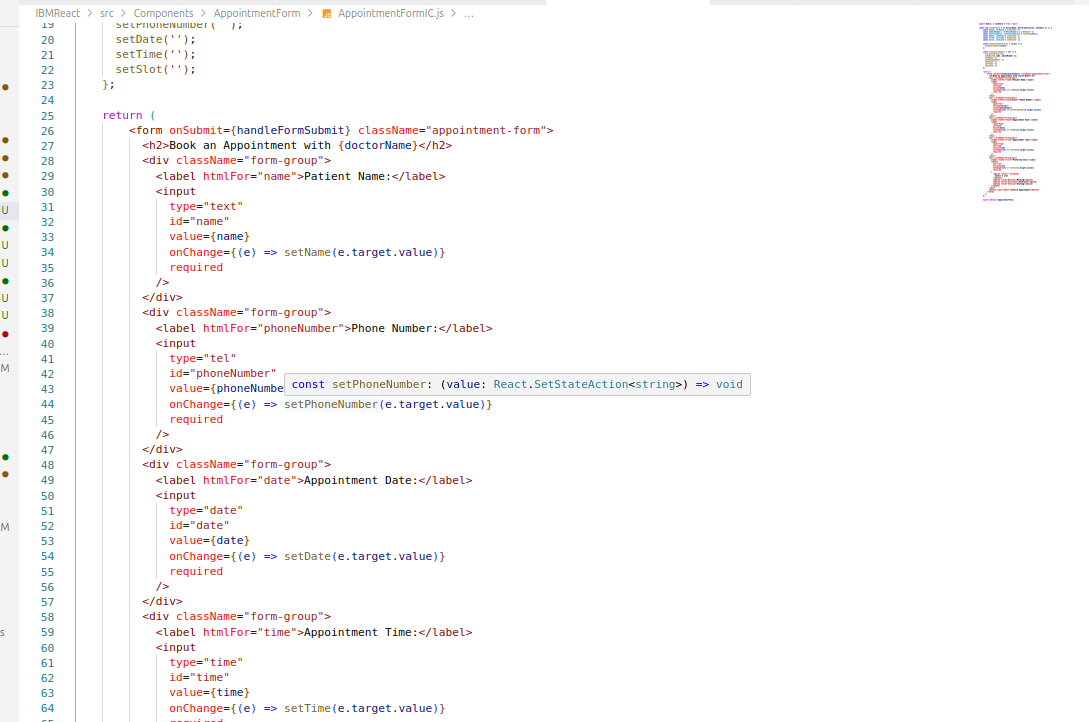 IBMReact > src > Components > AppointmentForm > AppointmentFormIC.js > ...
19 setPhoneNumber('');
20 setDate('');
21 setTime('');
22 setSlot('');
23 };
24
25 return (
26 <form onSubmit={handleFormSubmit} className="appointment-form">
27 <h2>Book an Appointment with {doctorName}</h2>
28 <div className="form-group">
29 <label htmlFor="name">Patient Name:</label>
30 <input
31 type="text"
32 id="name"
33 value={name}
34 onChange={(e) => setName(e.target.value)}
35 required
36 />
37 </div>
38 <div className="form-group">
39 <label htmlFor="phoneNumber">Phone Number:</label>
40 <input
41 type="tel"
42 id="phoneNumber"
43 value={phoneNumbe
const setPhoneNumber: (value: React.SetStateAction<string>) => void
44 onChange={(e) => setPhoneNumber(e.target.value)}
45 required
46 />
47 </div>
48 <div className="form-group">
49 <label htmlFor="date">Appointment Date:</label>
50 <input
51 type="date"
52 id="date"
53 value={date}
54 onChange={(e) => setDate(e.target.value)}
55 required
56 />
57 </div>
58 <div className="form-group">
59 <label htmlFor="time">Appointment Time:</label>
60 <input
61 type="time"
62 id="time"
63 value={time}
64 onChange={(e) => setTime(e.target.value)}
65 required
U
U
U
U
U
...
M
M
s